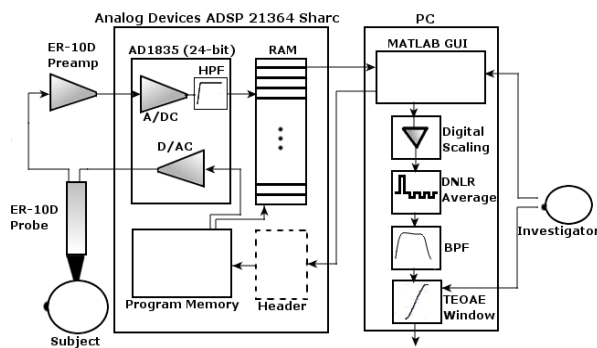 Analog Devices ADSP 21364 Sharc
PC
ER-10D
Preamp
AD1835 (24-bit)
RAM
MATLAB GUI
HPF
A/DC
D/AC
Digital
Scaling
DNLR
Average
ER-10D
Probe
BPF
Investigator
Program Memory
Header
TEOAE
Window
Subject